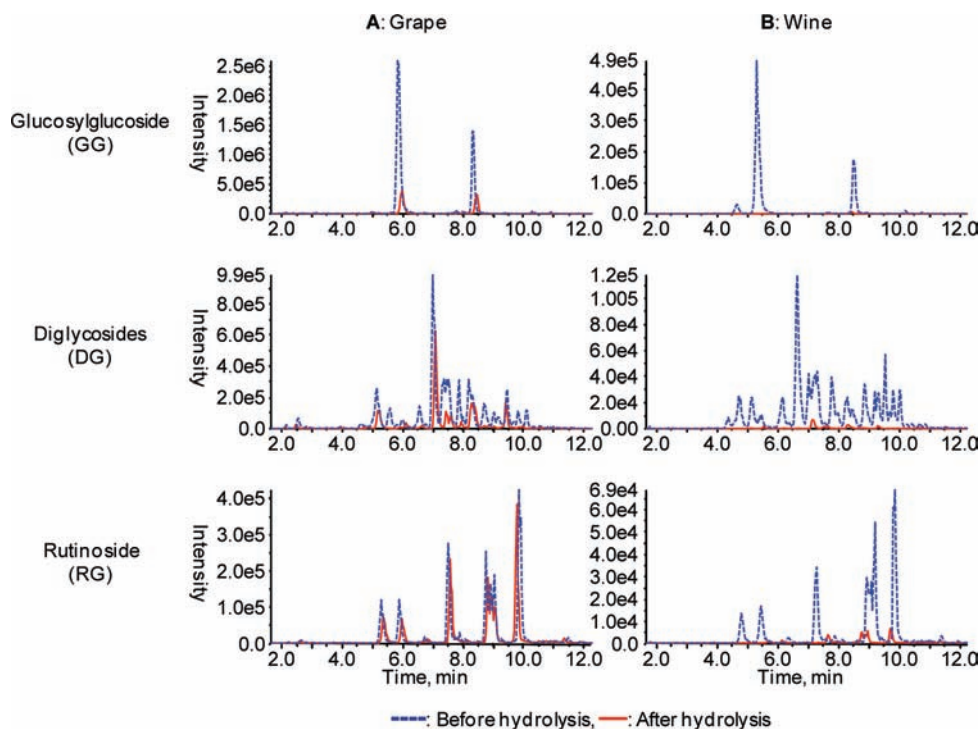 A: Grape
B: Wine
Glucosylglucoside
(GG)
Intensity
2.5e6
2.0e6
1.5e6
1.0e6
5.0e5
0.0
2.0 4.0 6.0 8.0 10.0 12.0
4.9e5
4.0e5
3.0e5
2.0e5
1.0e5
0.0
2.0 4.0 6.0 8.0 10.0 12.0
Diglycosides
(DG)
Intensity
9.9e5
8.0e5
6.0e5
4.0e5
2.0e5
0.0
2.0 4.0 6.0 8.0 10.0 12.0
1.2e5
1.005
8.0e4
6.0e4
4.0e4
2.0e4
0.00
2.0 4.0 6.0 8.0 10.0 12.0
Rutinoside
(RG)
Intensity
4.0e5
3.0e5
2.0e5
1.0e5
0.0
2.0 4.0 6.0 8.0 10.0 12.0
Time, min
6.9e4
6.0e4
5.0e4
4.0e4
3.0e4
2.0e4
1.0e4
0.0
2.0 4.0 6.0 8.0 10.0 12.0
Time, min
: Before hydrolysis, : After hydrolysis